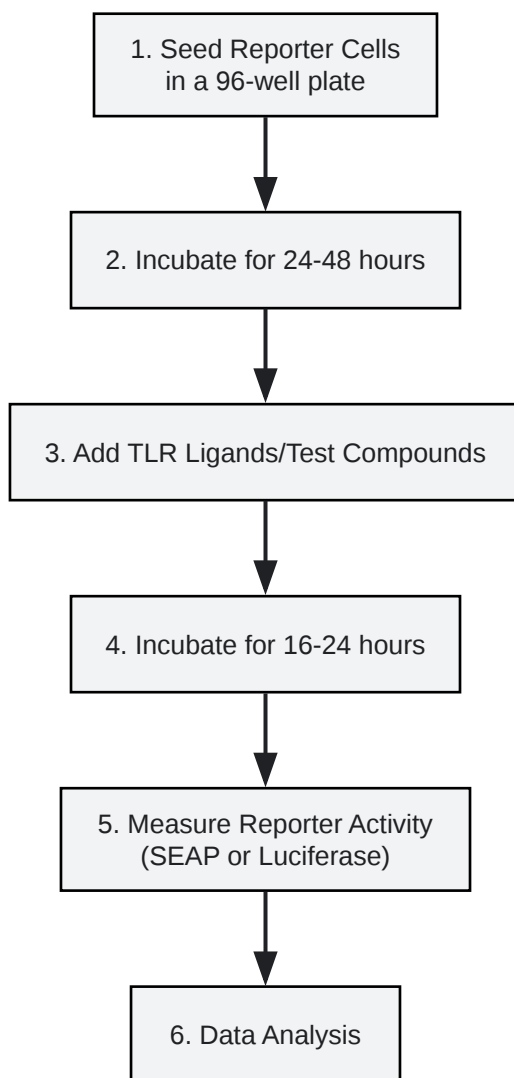 1. Seed Reporter Cells
in a 96-well plate
2. Incubate for 24-48 hours
3. Add TLR Ligands/Test Compounds
4. Incubate for 16-24 hours
5. Measure Reporter Activity
(SEAP or Luciferase)
6. Data Analysis